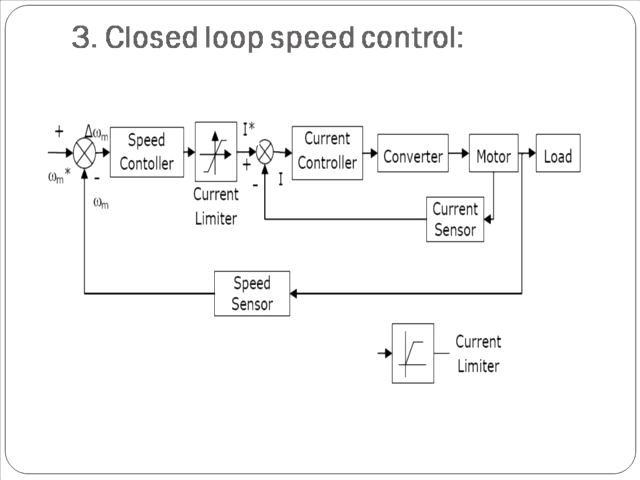 3. Closed loop speed control:
+
Δωm
ωm*
-
ωm
Speed
Contoller
Current
Limiter
I*
+
-
I
Current
Controller
Converter
Motor
Load
Current
Sensor
Speed
Sensor
Current
Limiter